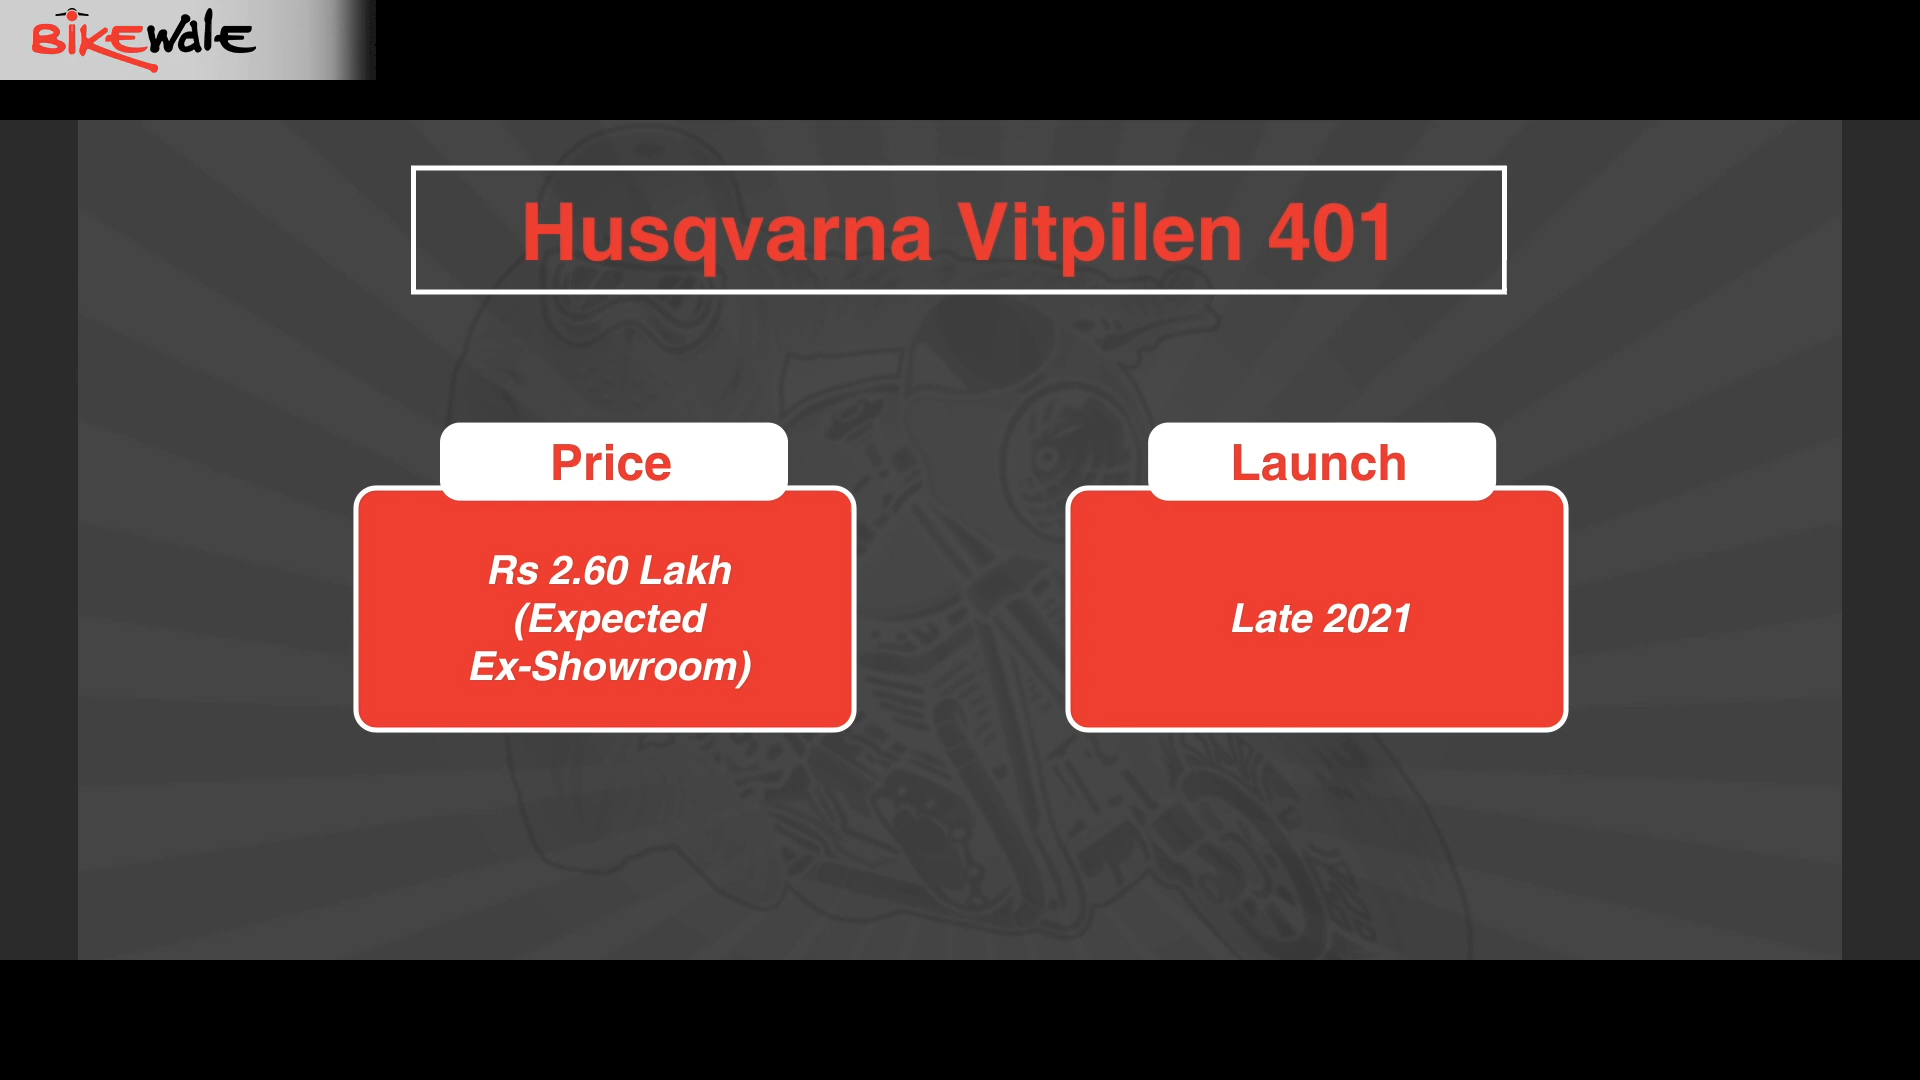 BikeWale
Husqvarna Vitpilen 401
Price
Rs 2.60 Lakh
(Expected
Ex-Showroom)
Launch
Late 2021